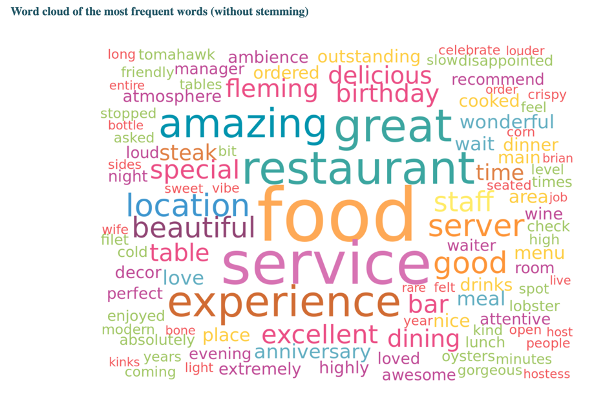 Word cloud of the most frequent words (without stemming)
long tomahawk ambience outstanding celebrate louder
friendly manager ordered delicious slow disappointed
entire tables fleming birthday recommend
atmosphere cooked order crispy
stopped amazing great wonderful feel
bottle
asked wait corn dinner
loud steak bit restaurant main brian
sides special time level
night sweet vibe seated times
location food staff area job
wine
wife beautiful server check
filet waiter high
cold table service good menu
decor love room
perfect experience rare felt drinks spot live
bar meal lobster
enjoyed year nice attentive
modern bone place excellent dining kind open host
absolutely lunch people
kinks years evening anniversary loved oysters minutes
coming light extremely highly awesome gorgeous hostess